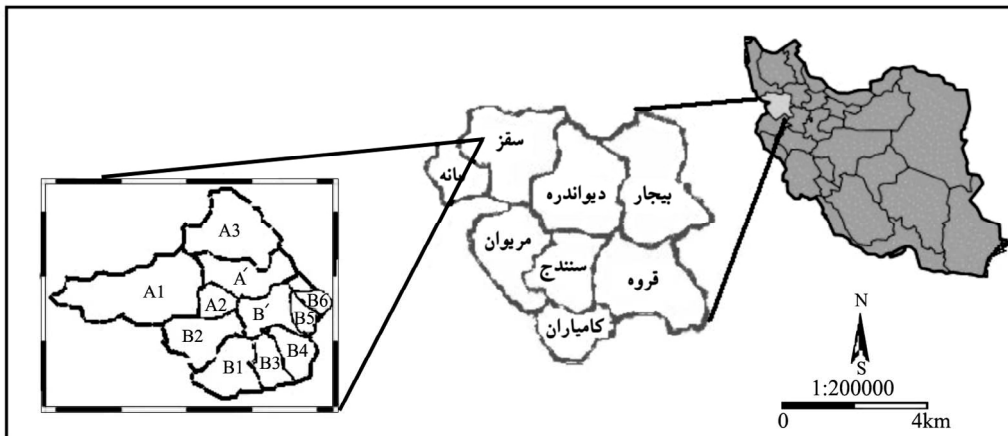 A3
A1
A′
A2
B′
B6
B5
B2
B4
B1
B3
سقز
بانه
دیواندره
بیجار
مریوان
سنندج
قروه
کامیاران
N
S
1:200000
0 4km